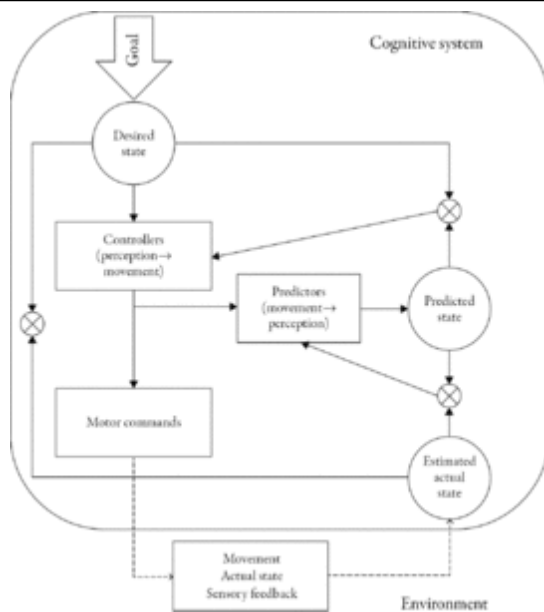 Goal
Cognitive system
Desired
state
Controllers
(perception→
movement)
Predictors
(movement→
perception)
Predicted
state
Motor commands
Estimated
actual
state
Movement
Actual state
Sensory feedback
Environment